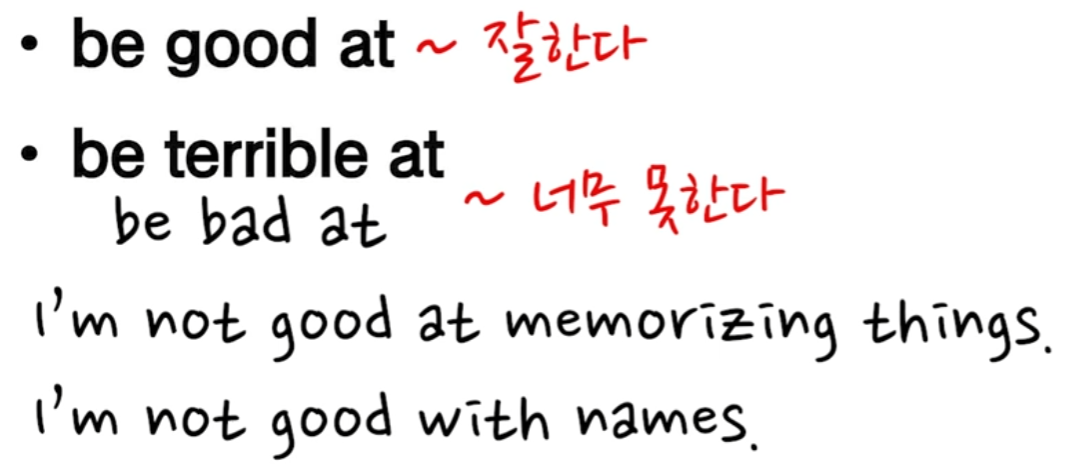 • be good at ~ 잘한다
• be terrible at
be bad at ~ 너무 못한다
I'm not good at memorizing things.
I'm not good with names.